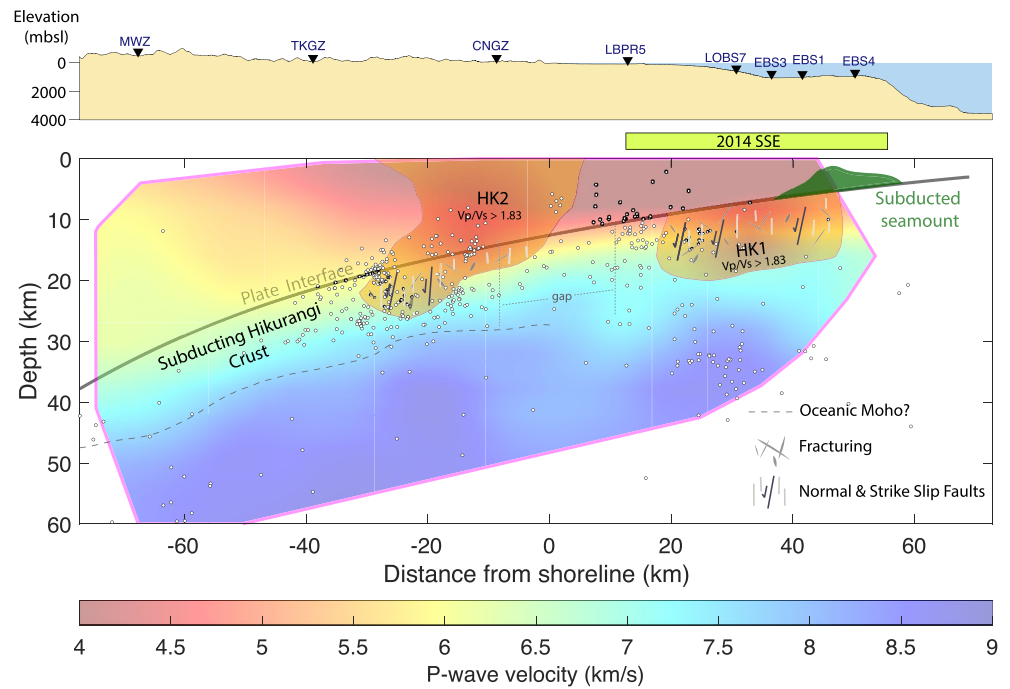 Elevation
(mbsl)
MWZ
TKGZ
CNGZ
LBPR5
LOBS7
EBS3
EBS1
EBS4
0
2000
4000
2014 SSE
0
10
20
30
40
50
60
Depth (km)
HK2
Vp/Vs > 1.83
HK1
Vp/Vs > 1.83
Subducted
seamount
Plate Interface
Subducting Hikurangi
Crust
gap
Oceanic Moho?
Fracturing
Normal & Strike Slip Faults
-60
-40
-20
0
20
40
60
Distance from shoreline (km)
4
4.5
5
5.5
6
6.5
7
7.5
8
8.5
9
P-wave velocity (km/s)